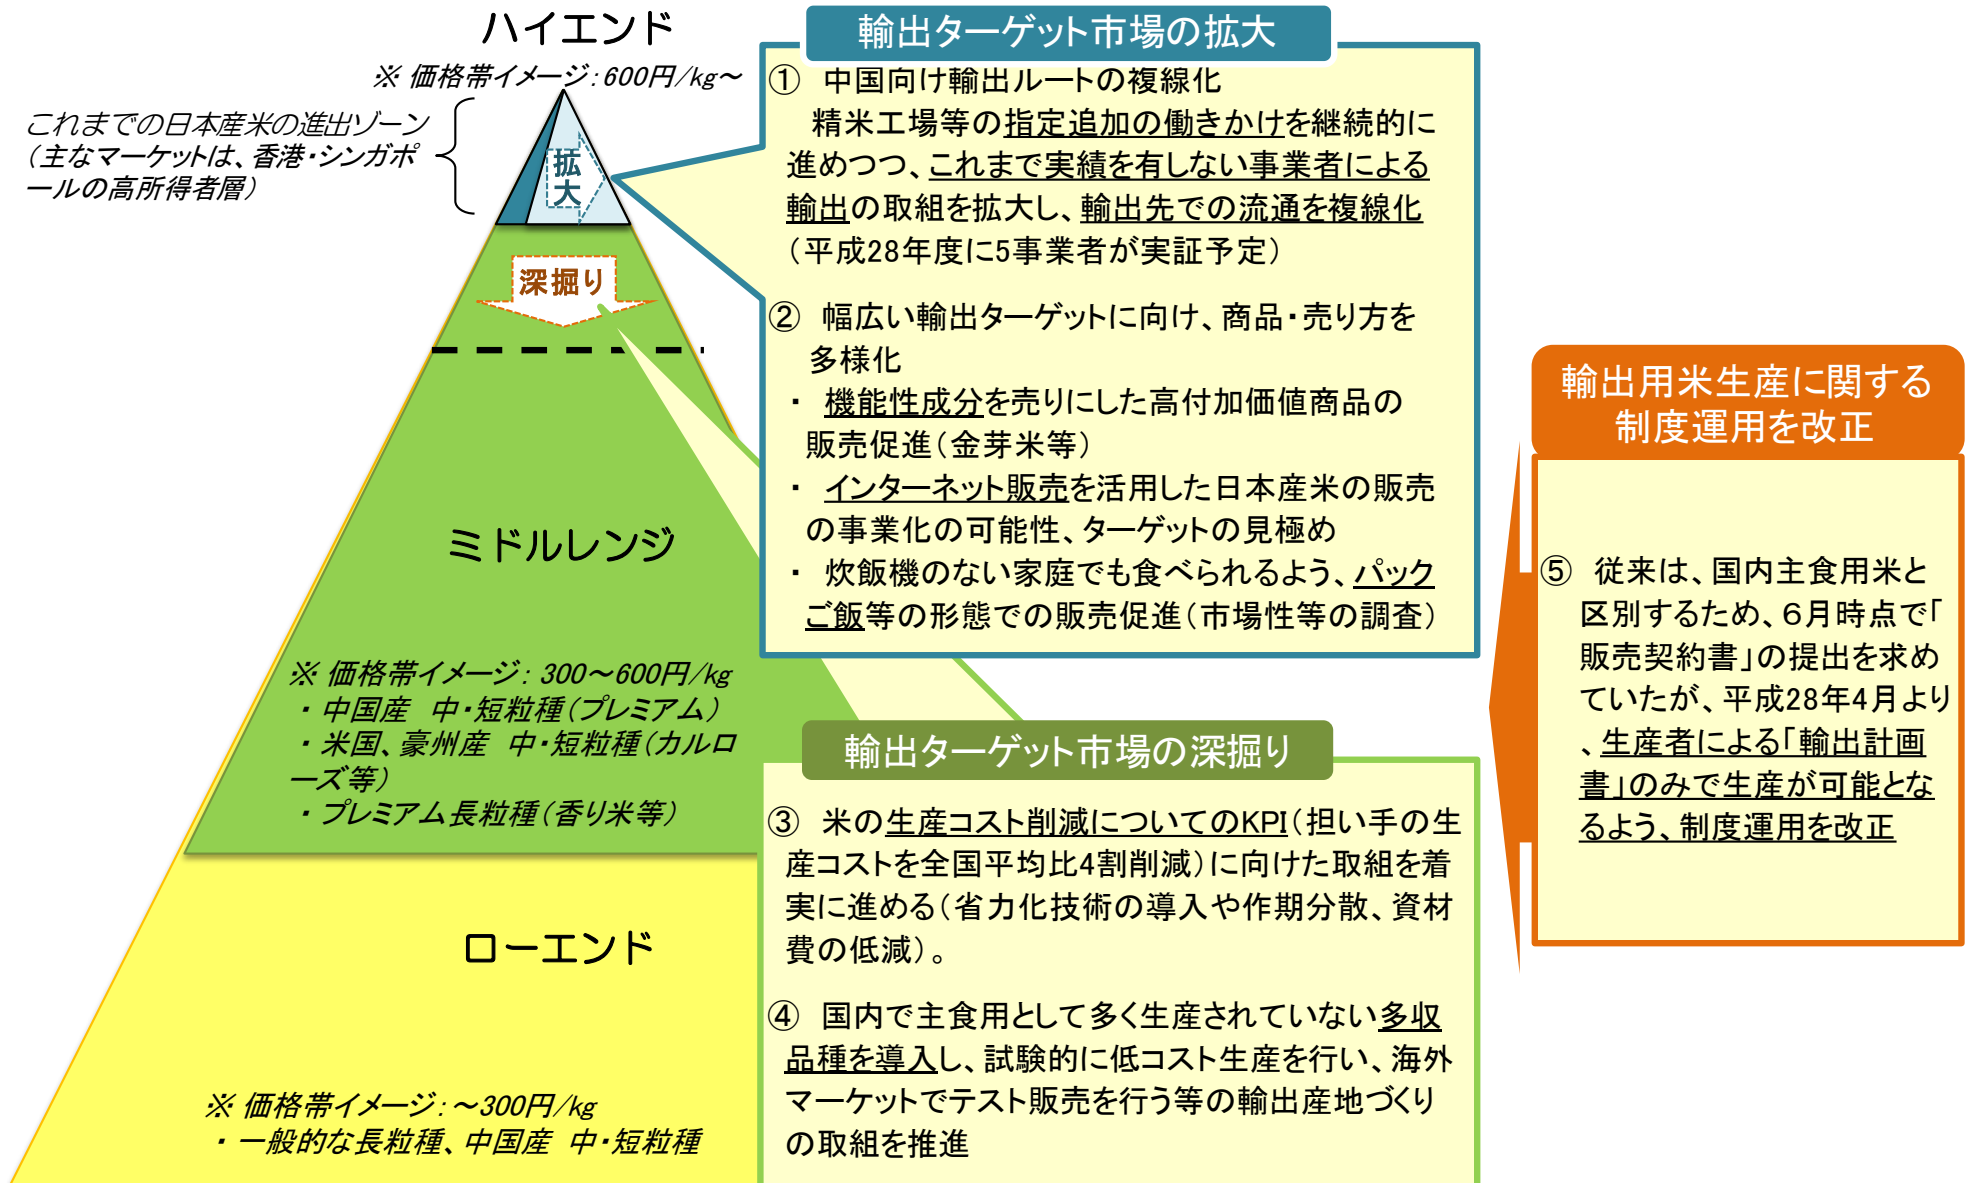 ハイエンド
※ 価格帯イメージ：600円/kg～
これまでの日本産米の進出ゾーン
（主なマーケットは、香港・シンガポ
ールの高所得者層）
拡
大
深掘り
ミドルレンジ
※ 価格帯イメージ：300～600円/kg
・中国産　中・短粒種（プレミアム）
・米国、豪州産　中・短粒種（カルロ
ーズ等）
・プレミアム長粒種（香り米等）
ローエンド
※ 価格帯イメージ：～300円/kg
・一般的な長粒種、中国産　中・短粒種
輸出ターゲット市場の拡大
①　中国向け輸出ルートの複線化
精米工場等の指定追加の働きかけを継続的に
進めつつ、これまで実績を有しない事業者による
輸出の取組を拡大し、輸出先での流通を複線化
（平成28年度に5事業者が実証予定）
②　幅広い輸出ターゲットに向け、商品・売り方を
多様化
・　機能性成分を売りにした高付加価値商品の
販売促進（金芽米等）
・　インターネット販売を活用した日本産米の販売
の事業化の可能性、ターゲットの見極め
・　炊飯機のない家庭でも食べられるよう、パック
ご飯等の形態での販売促進（市場性等の調査）
輸出ターゲット市場の深掘り
③　米の生産コスト削減についてのKPI（担い手の生
産コストを全国平均比4割削減）に向けた取組を着
実に進める（省力化技術の導入や作期分散、資材
費の低減）。
④　国内で主食用として多く生産されていない多収
品種を導入し、試験的に低コスト生産を行い、海外
マーケットでテスト販売を行う等の輸出産地づくり
の取組を推進
輸出用米生産に関する
制度運用を改正
⑤　従来は、国内主食用米と
区別するため、６月時点で「
販売契約書」の提出を求め
ていたが、平成28年4月より
、生産者による「輸出計画
書」のみで生産が可能とな
るよう、制度運用を改正